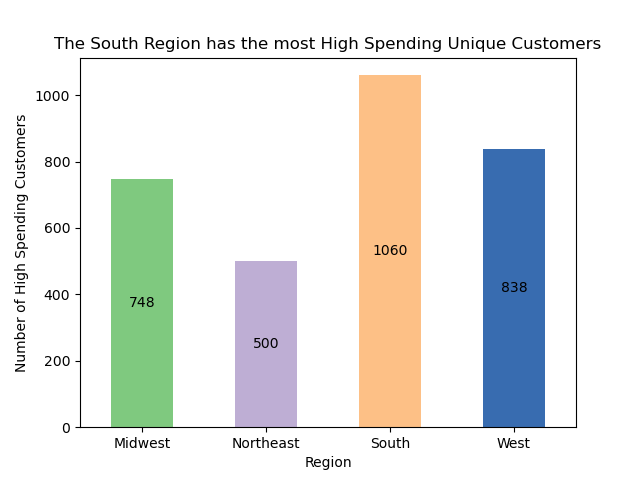 The South Region has the most High Spending Unique Customers
Number of High Spending Customers
1000
800
600
400
200
0
748
500
1060
838
Midwest
Northeast
South
West
Region